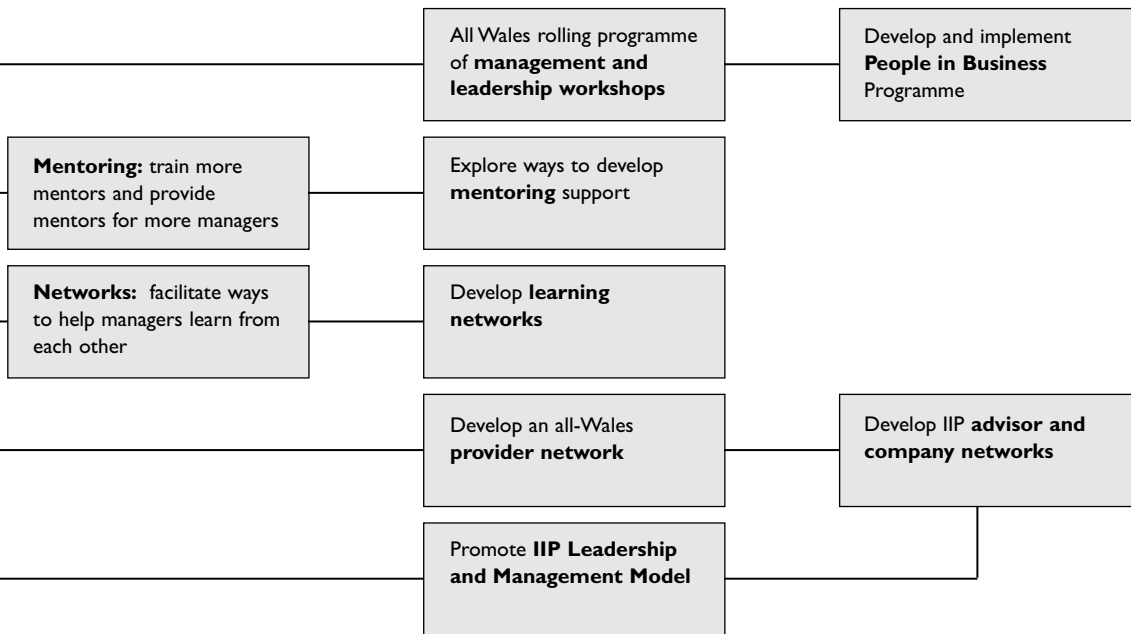 All Wales rolling programme
of management and
leadership workshops
Develop and implement
People in Business
Programme
Mentoring: train more
mentors and provide
mentors for more managers
Explore ways to develop
mentoring support
Networks: facilitate ways
to help managers learn from
each other
Develop learning
networks
Develop an all-Wales
provider network
Develop IIP advisor and
company networks
Promote IIP Leadership
and Management Model